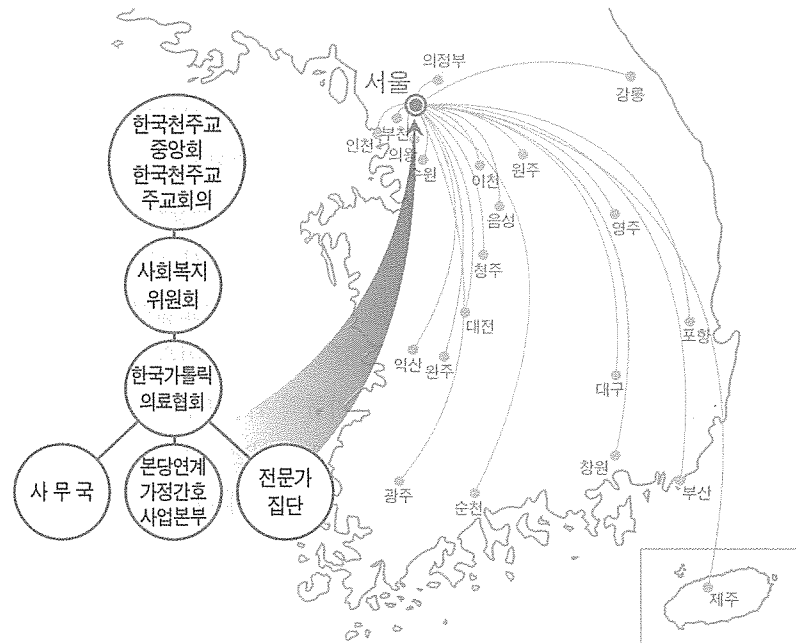 한국천주교
중앙회
한국천주교
주교회의
사회복지
위원회
한국가톨릭
의료협회
사무국
본당연계
가정간호
사업본부
전문가
집단
서울
의정부
강릉
인천
부천
의왕
수원
이천
원주
음성
영주
청주
대전
포항
익산
완주
대구
창원
광주
순천
부산
제주